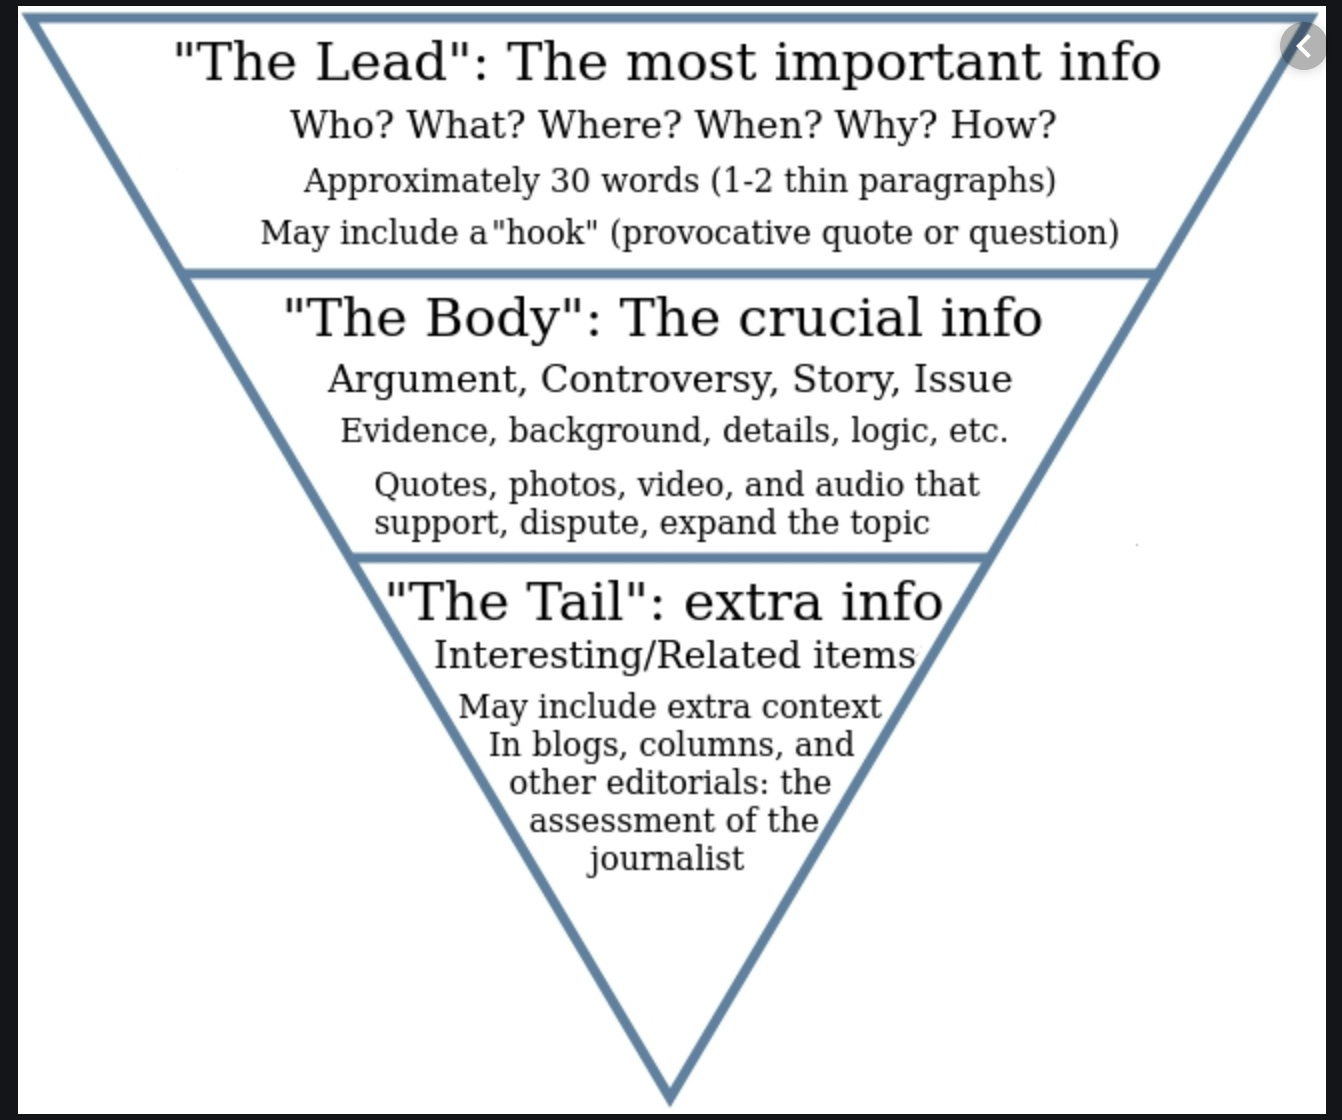 "The Lead": The most important info
Who? What? Where? When? Why? How?
Approximately 30 words (1-2 thin paragraphs)
May include a "hook" (provocative quote or question)
"The Body": The crucial info
Argument, Controversy, Story, Issue
Evidence, background, details, logic, etc.
Quotes, photos, video, and audio that
support, dispute, expand the topic
"The Tail": extra info
Interesting/Related items
May include extra context
In blogs, columns, and
other editorials: the
assessment of the
journalist